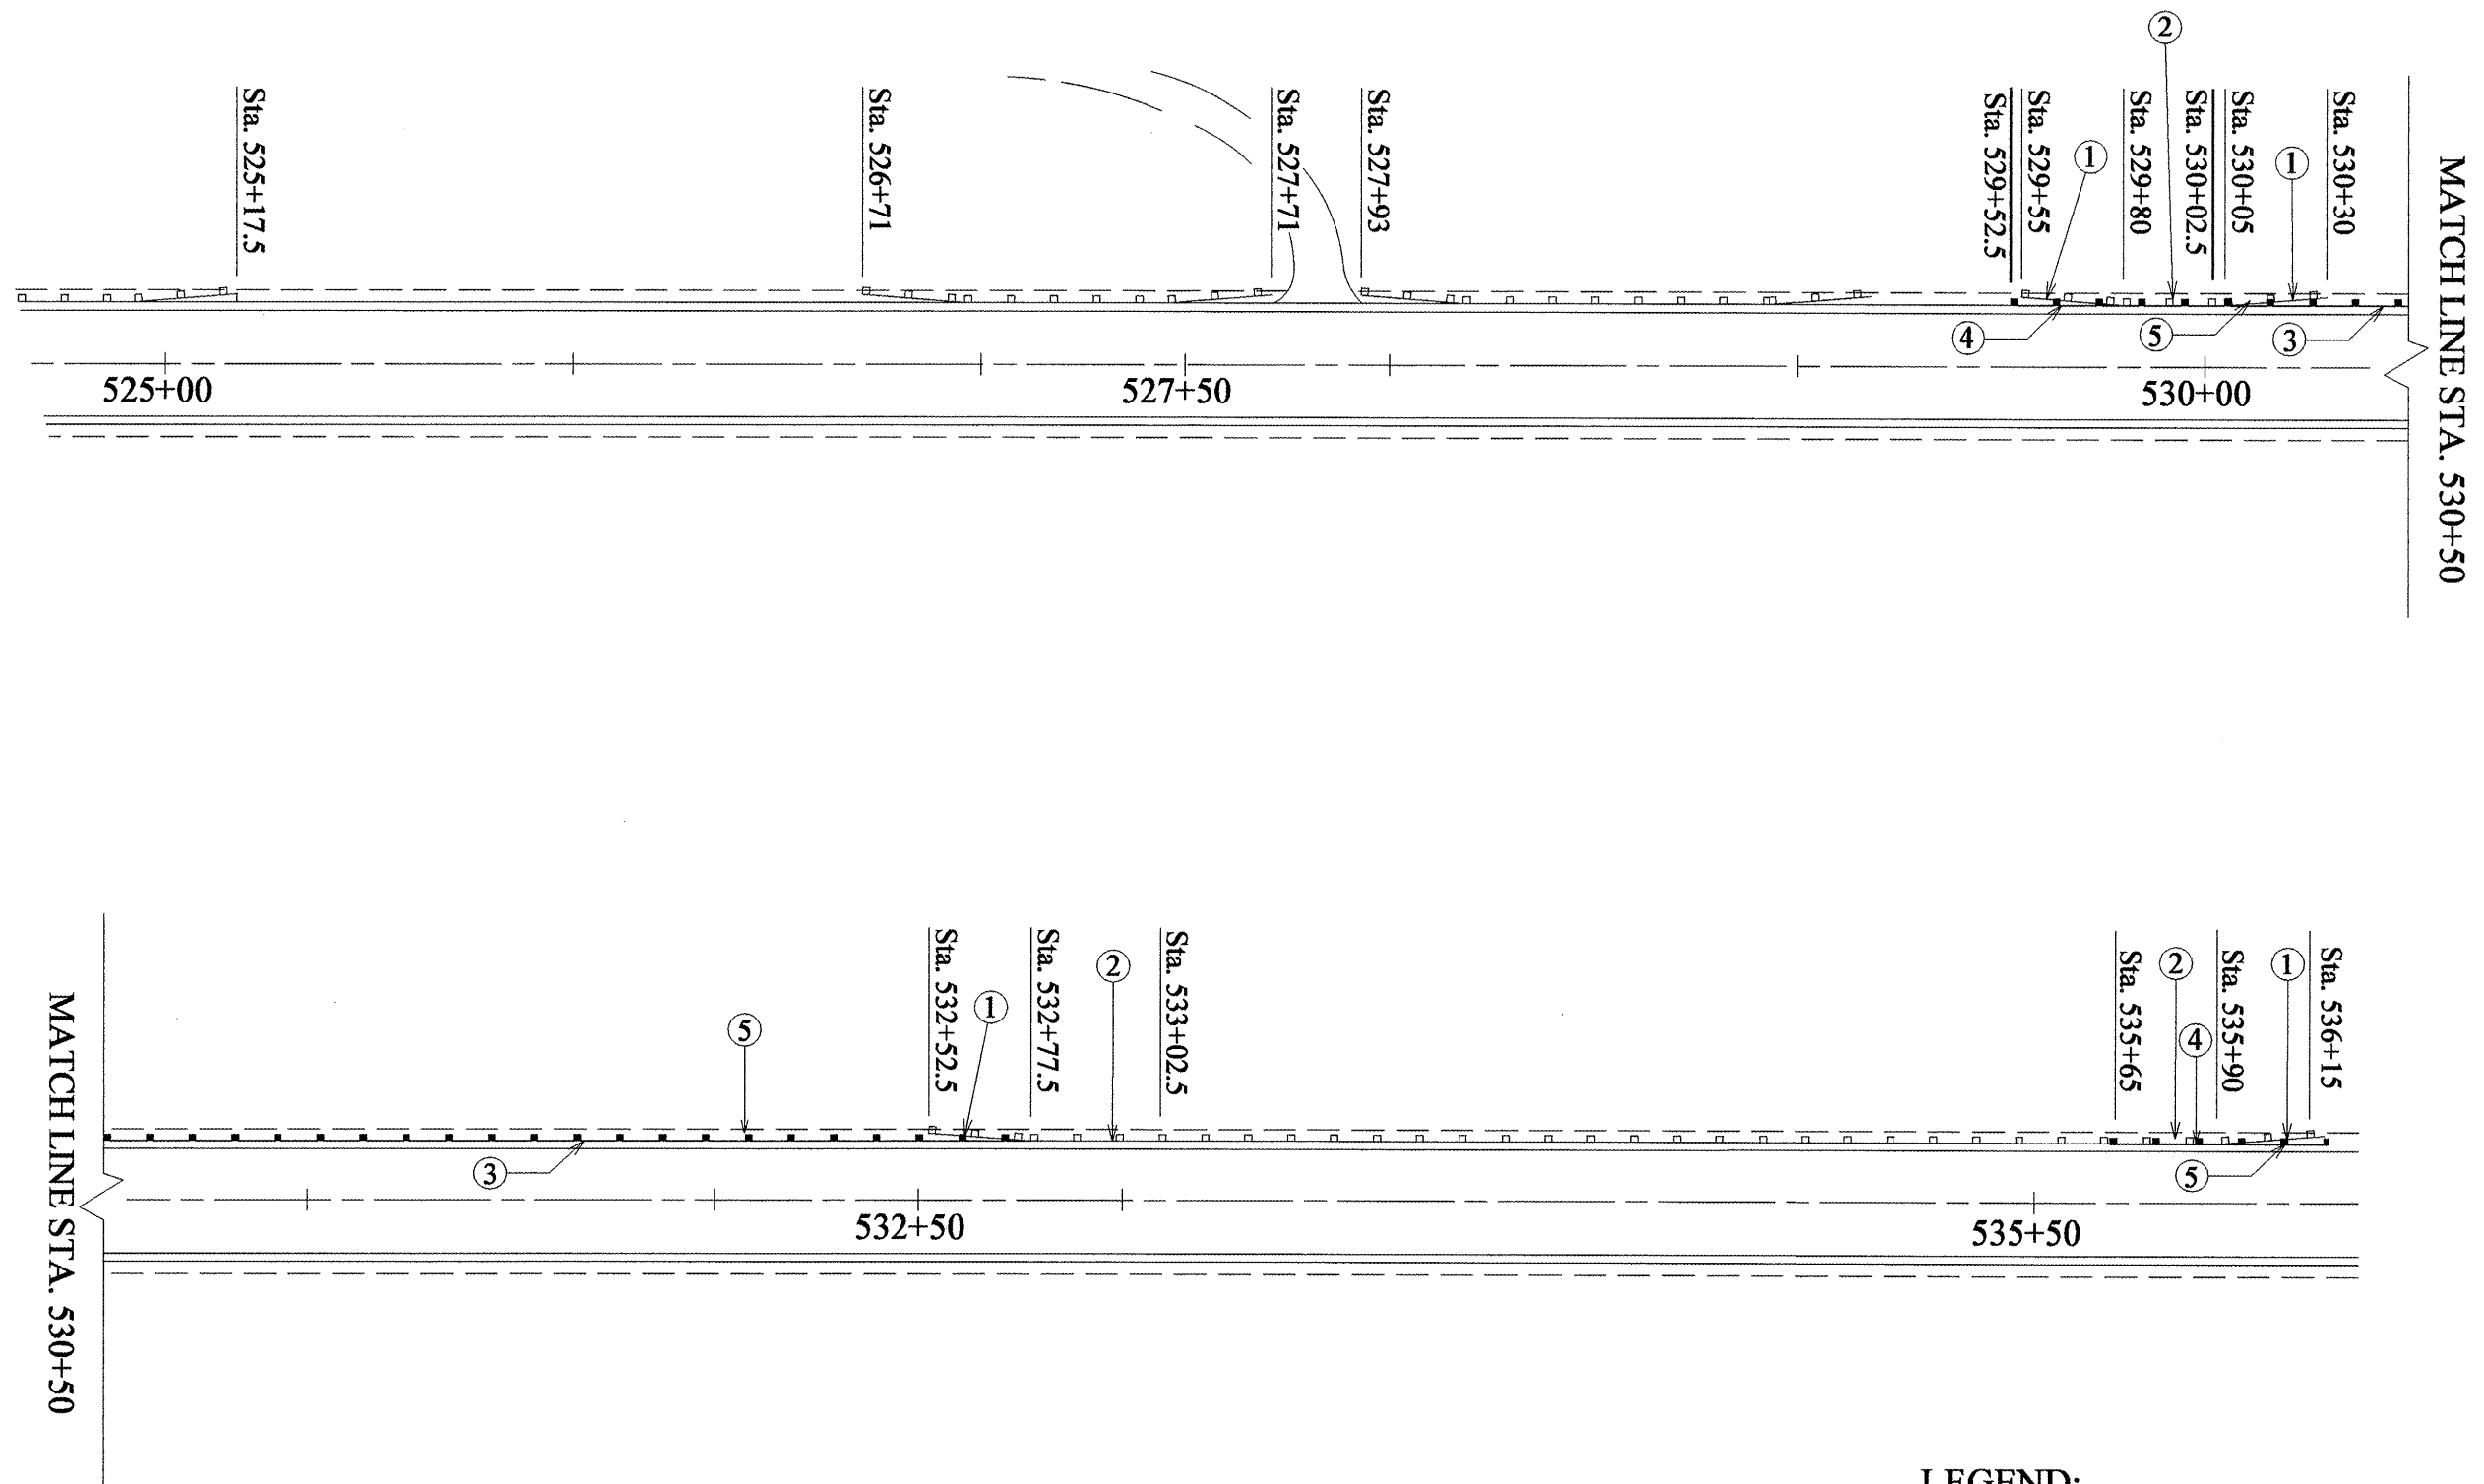 ②
Sta. 525+17.5
Sta. 526+71
Sta. 527+71
Sta. 527+93
Sta. 529+52.5
Sta. 529+55
①
Sta. 529+80
Sta. 530+02.5
Sta. 530+05
①
Sta. 530+30
MATCH LINE STA. 530+50
④
⑤
③
525+00
527+50
530+00
MATCH LINE STA. 530+50
⑤
Sta. 532+52.5
①
Sta. 532+77.5
②
Sta. 533+02.5
Sta. 535+65
②
④
Sta. 535+90
①
Sta. 536+15
③
⑤
532+50
535+50
LEGEND: